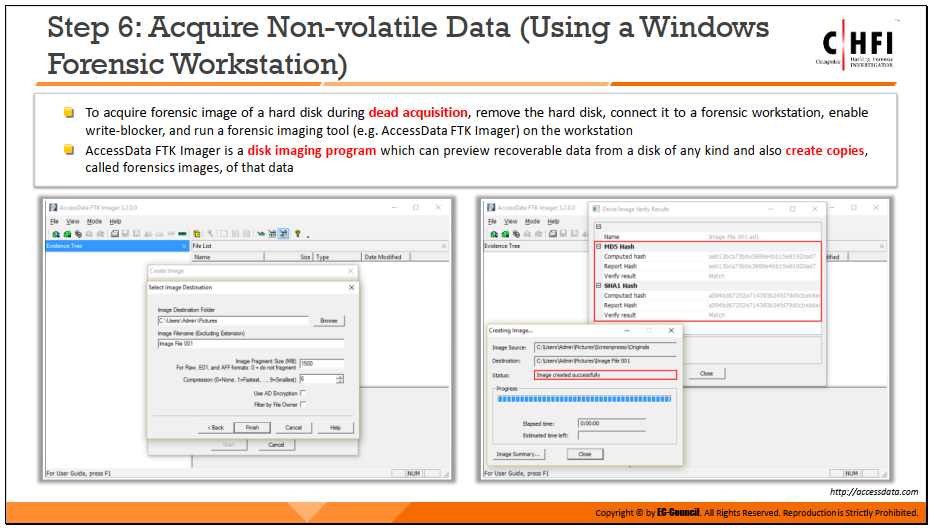 Step 6: Acquire Non-volatile Data (Using a Windows
Forensic Workstation)
CHFI
Computer Hacking Forensic
INVESTIGATOR
To acquire forensic image of a hard disk during dead acquisition, remove the hard disk, connect it to a forensic workstation, enable
write-blocker, and run a forensic imaging tool (e.g. AccessData FTK Imager) on the workstation
AccessData FTK Imager is a disk imaging program which can preview recoverable data from a disk of any kind and also create copies,
called forensics images, of that data
AccessData FTK Imager 3.2.0.0
File View Mode Help
Evidence Tree
File List
Name Size Type Date Modified
Create Image
Select Image Destination
Image Destination Folder
C:\Users\Admin\Pictures
Browse
Image Filename (Excluding Extension)
Image File 001
Image Fragment Size (MB) 1500
For Raw, E01, and AFF formats: 0 = do not fragment
Compression (0=None, 1=Fastest, ..., 9=Smallest) 6
Use AD Encryption
Filter by File Owner
< Back Finish Cancel Help
Start Cancel
For User Guide, press F1
NUM
AccessData FTK Imager 3.2.0.0
File View Mode Help
Evidence Tree
Drive/Image Verify Results
Name Image File 001.ad1
MD5 Hash
Computed hash
Report Hash
Verify result Match
SHA1 Hash
Computed hash
Report Hash
Verify result Match
Close
Creating Image...
Image Source: C:\Users\Admin\Pictures\Screenpresso\Originals
Destination: C:\Users\Admin\Pictures\Image File 001
Status: Image created successfully
Progress
Elapsed time: 0:00:00
Estimated time left:
Image Summary... Close
For User Guide, press F1
NUM
http://accessdata.com
Copyright © by EC-Council. All Rights Reserved. Reproduction is Strictly Prohibited.